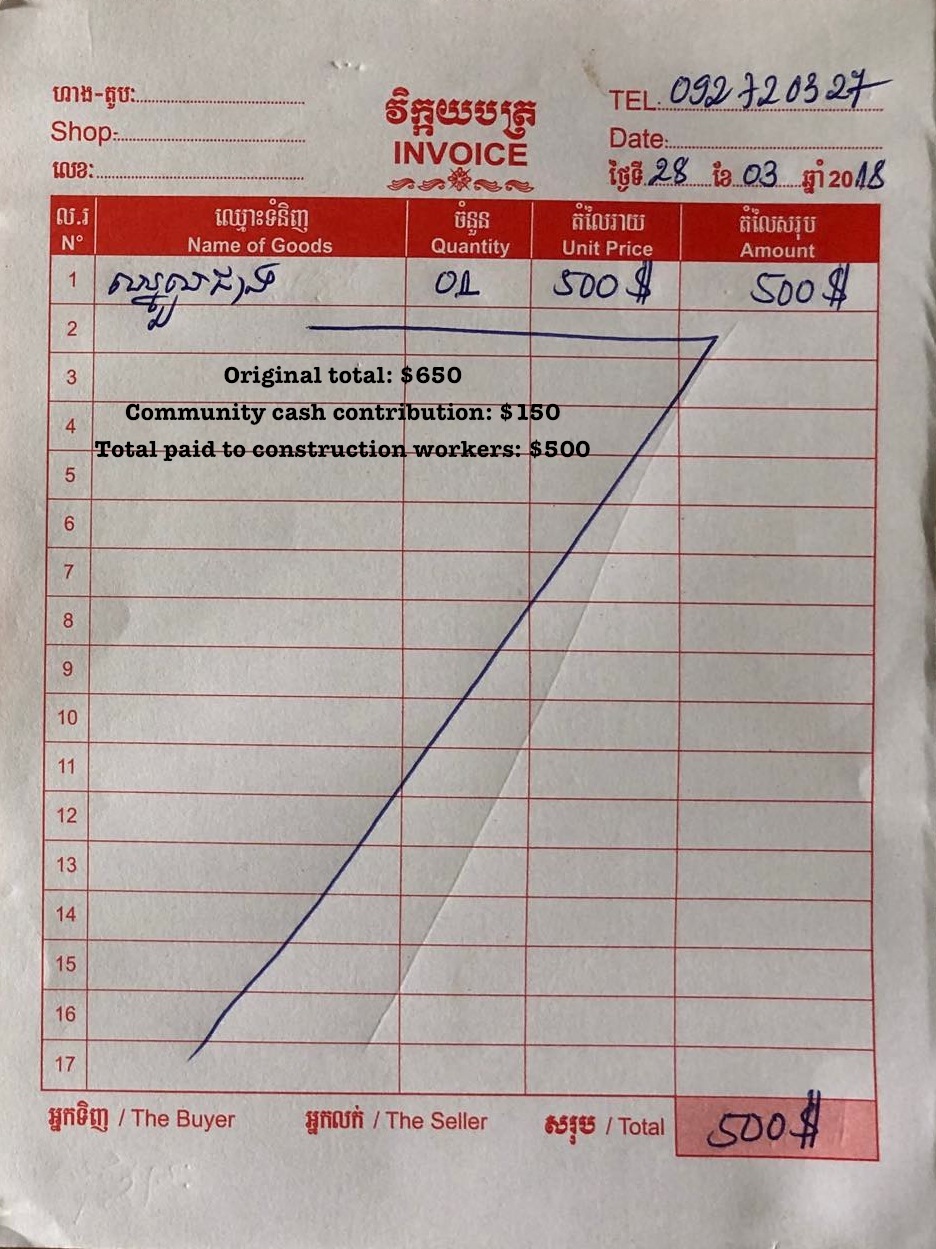 ហាង-តូប:
Shop:
លេខ:
វិក្កយបត្រ
INVOICE
TEL: 092 720327
Date:
ថ្ងៃទី 28 ខែ 03 ឆ្នាំ 2018
ល.រ ឈ្មោះទំនិញ ចំនួន តំលៃរាយ តំលៃសរុប
N° Name of Goods Quantity Unit Price Amount
1 ឈ្នួលជាង 01 500$ 500$
2
3
Original total: $650
4
Community cash contribution: $150
Total paid to construction workers: $500
5
6
7
8
9
10
11
12
13
14
15
16
17
អ្នកទិញ / The Buyer អ្នកលក់ / The Seller សរុប / Total 500$